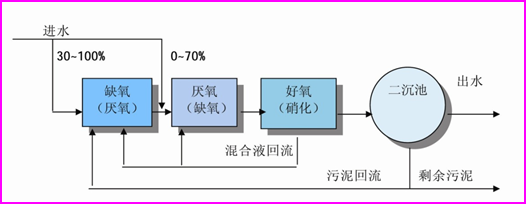 进水
30~100%
0~70%
缺氧
（厌氧）
厌氧
（缺氧）
好氧
（硝化）
二沉池
出水
混合液回流
污泥回流
剩余污泥